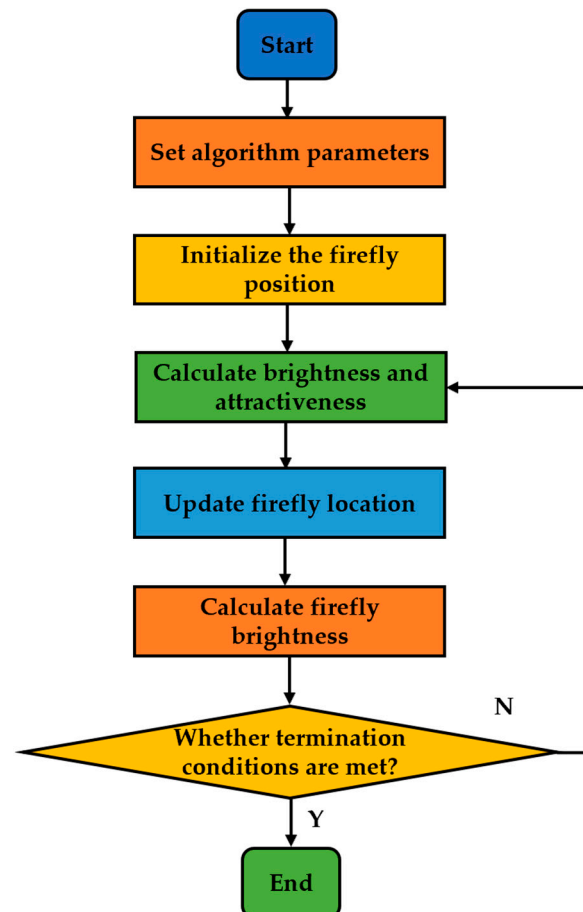 Start
Set algorithm parameters
Initialize the firefly
position
Calculate brightness and
attractiveness
Update firefly location
Calculate firefly
brightness
N
Whether termination
conditions are met?
Y
End